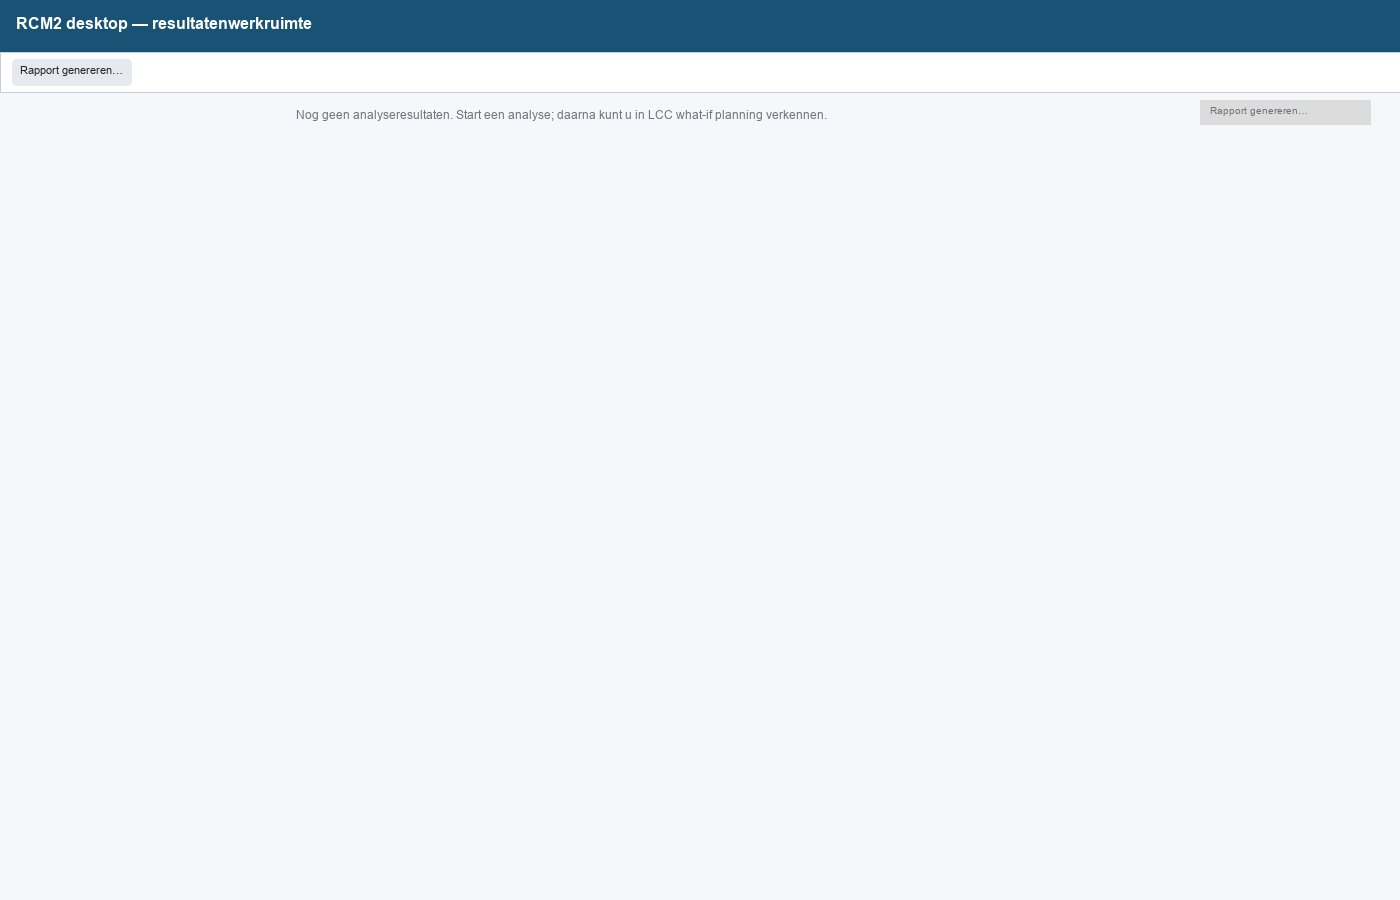 RCM2 desktop — resultatenwerkruimte
Rapport genereren…
Nog geen analyseresultaten. Start een analyse; daarna kunt u in LCC what-if planning verkennen.
Rapport genereren…